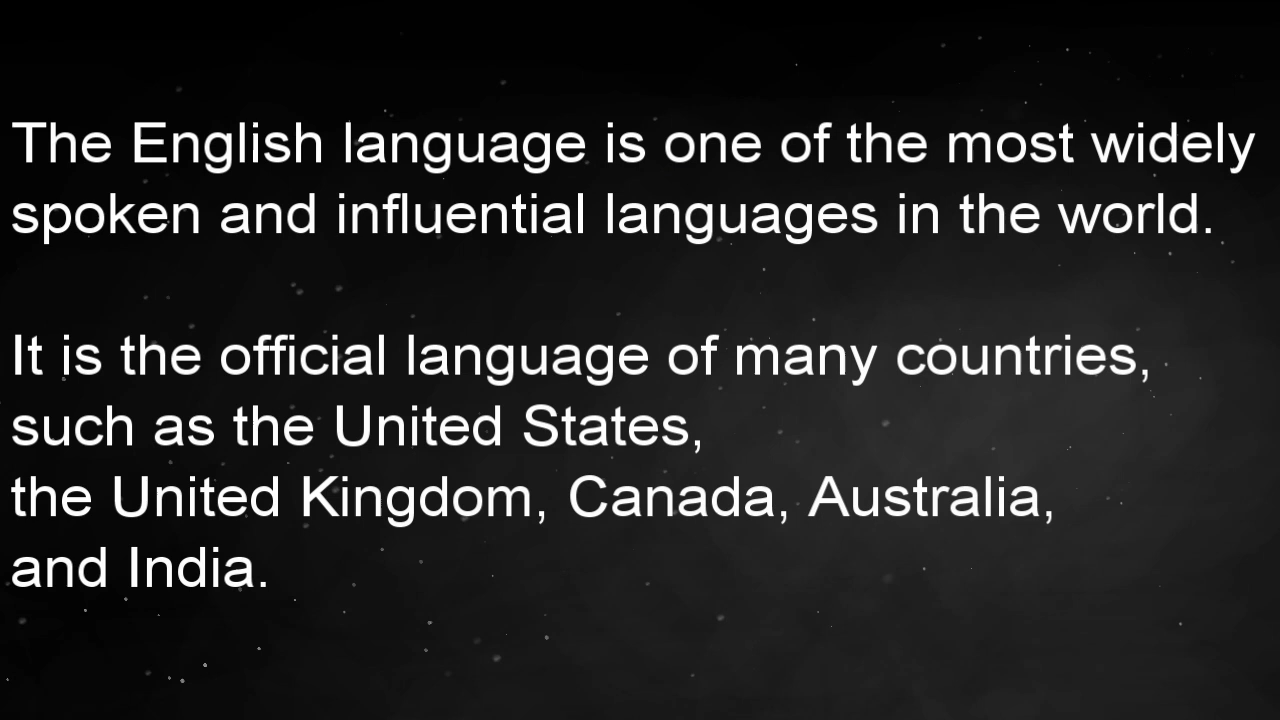 The English language is one of the most widely
spoken and influential languages in the world.
It is the official language of many countries,
such as the United States,
the United Kingdom, Canada, Australia,
and India.